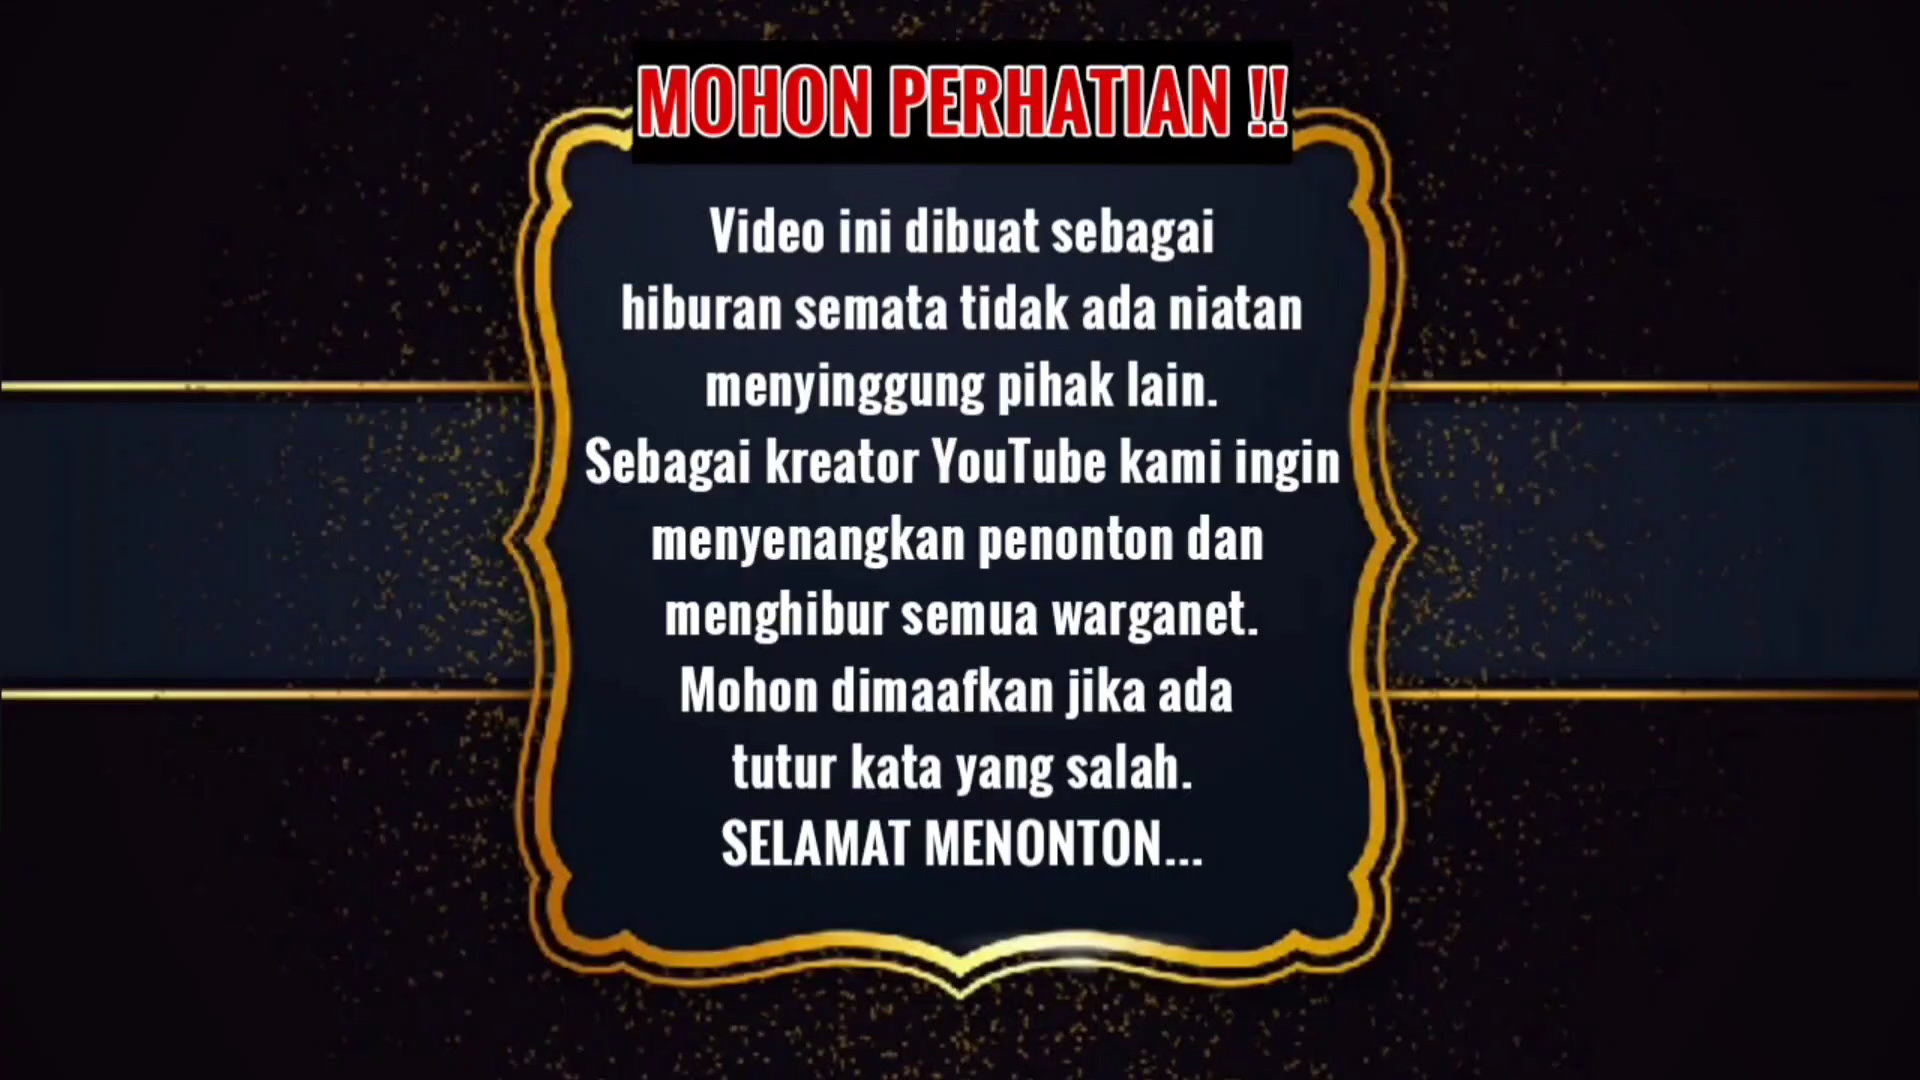 MOHON PERHATIAN !!
Video ini dibuat sebagai
hiburan semata tidak ada niatan
menyinggung pihak lain.
Sebagai kreator YouTube kami ingin
menyenangkan penonton dan
menghibur semua warganet.
Mohon dimaafkan jika ada
tutur kata yang salah.
SELAMAT MENONTON...